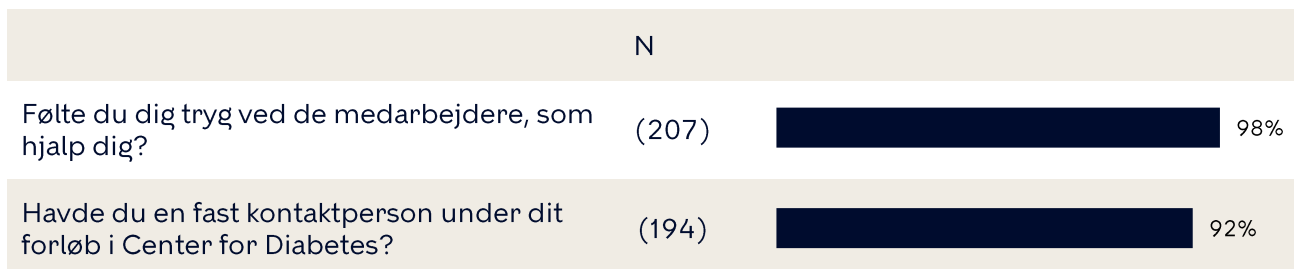 N
Følte du dig tryg ved de medarbejdere, som
hjalp dig?
(207)
98%
Havde du en fast kontaktperson under dit
forløb i Center for Diabetes?
(194)
92%